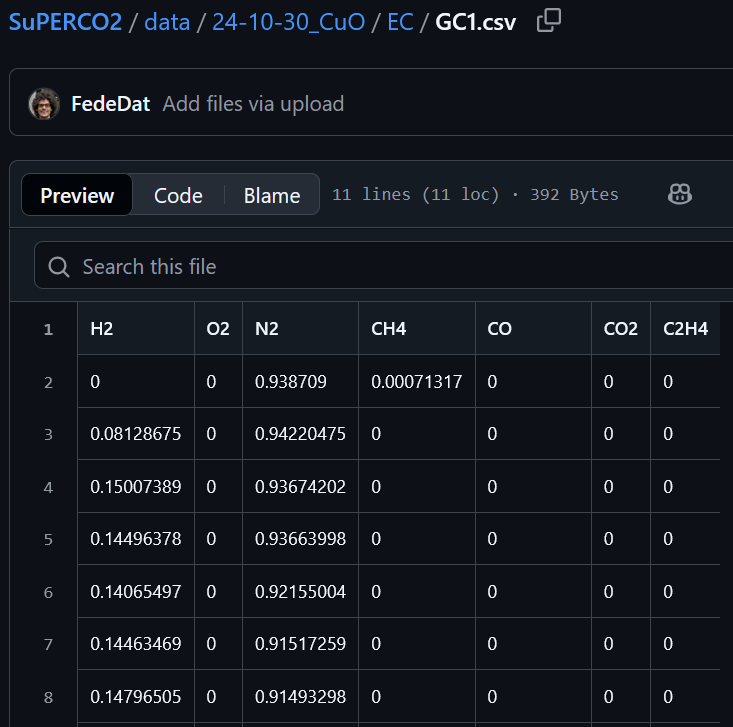 SuPERCO2 / data / 24-10-30_CuO / EC / GC1.csv
FedeDat Add files via upload
Preview Code Blame 11 lines (11 loc) · 392 Bytes
Search this file
1 H2 O2 N2 CH4 CO CO2 C2H4
2 0 0 0.938709 0.00071317 0 0 0
3 0.08128675 0 0.94220475 0 0 0 0
4 0.15007389 0 0.93674202 0 0 0 0
5 0.14496378 0 0.93663998 0 0 0 0
6 0.14065497 0 0.92155004 0 0 0 0
7 0.14463469 0 0.91517259 0 0 0 0
8 0.14796505 0 0.91493298 0 0 0 0